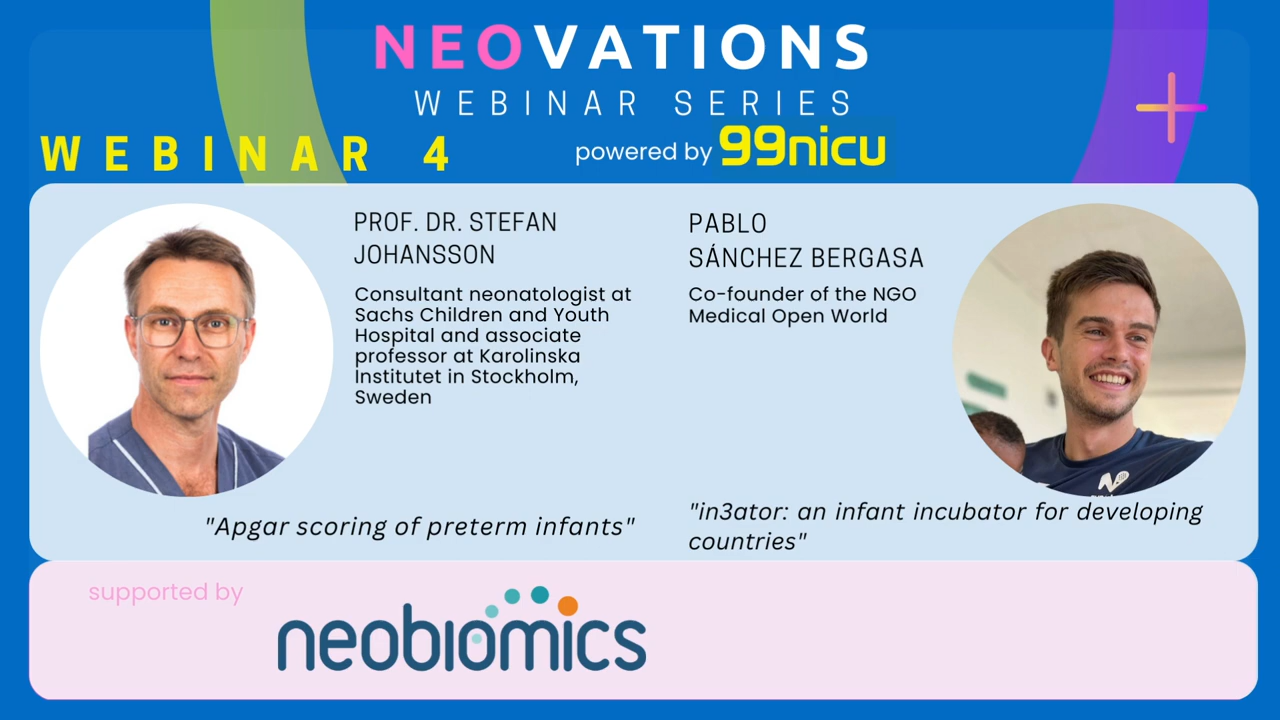 NEOVATIONS
WEBINAR SERIES
WEBINAR 4
powered by 99nicu
PROF. DR. STEFAN
JOHANSSON
Consultant neonatologist at
Sachs Children and Youth
Hospital and associate
professor at Karolinska
Institutet in Stockholm,
Sweden
"Apgar scoring of preterm infants"
PABLO
SÁNCHEZ BERGASA
Co-founder of the NGO
Medical Open World
"in3ator: an infant incubator for developing
countries"
supported by
neobiomics